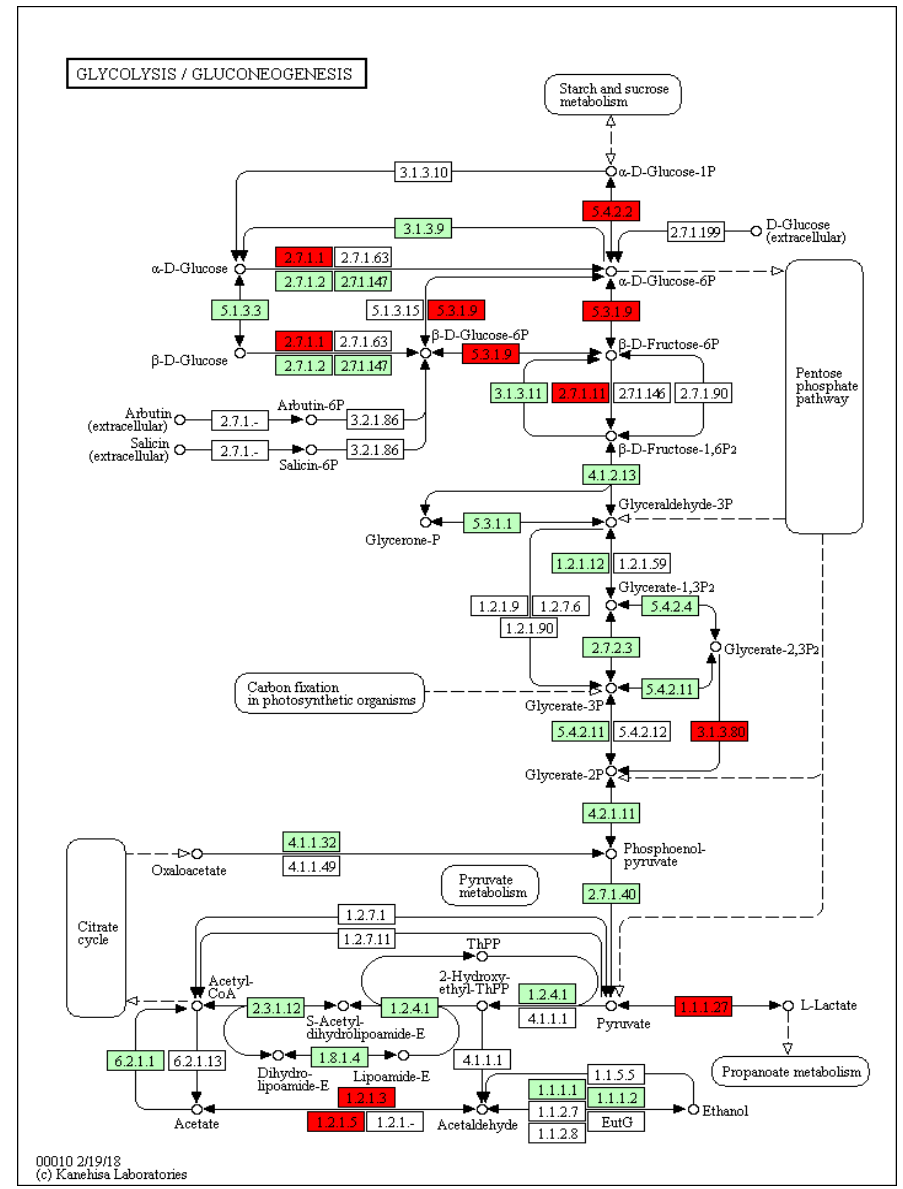 GLYCOLYSIS / GLUCONEOGENESIS
Starch and sucrose
metabolism
3.1.3.10
α-D-Glucose-1P
5.4.2.2
3.1.3.9
2.7.1.199
D-Glucose
(extracellular)
α-D-Glucose
2.7.1.1
2.7.1.63
2.7.1.2
2.7.1.147
α-D-Glucose-6P
5.1.3.3
5.1.3.15
5.3.1.9
5.3.1.9
β-D-Glucose
2.7.1.1
2.7.1.63
2.7.1.2
2.7.1.147
β-D-Glucose-6P
5.3.1.9
β-D-Fructose-6P
Pentose
phosphate
pathway
3.1.3.11
2.7.1.11
2.7.1.146
2.7.1.90
Arbutin
(extracellular)
2.7.1.-
Arbutin-6P
3.2.1.86
Salicin
(extracellular)
2.7.1.-
Salicin-6P
3.2.1.86
β-D-Fructose-1,6P2
4.1.2.13
Glyceraldehyde-3P
Glycerone-P
5.3.1.1
1.2.1.12
1.2.1.59
Glycerate-1,3P2
1.2.1.9
1.2.7.6
1.2.1.90
5.4.2.4
2.7.2.3
Glycerate-2,3P2
Carbon fixation
in photosynthetic organisms
5.4.2.11
Glycerate-3P
5.4.2.11
5.4.2.12
3.1.3.80
Glycerate-2P
4.2.1.11
4.1.1.32
4.1.1.49
Oxaloacetate
Phosphoenol-
pyruvate
Pyruvate
metabolism
2.7.1.40
Citrate
cycle
1.2.7.1
1.2.7.11
ThPP
Acetyl-
CoA
2-Hydroxy-
ethyl-ThPP
2.3.1.12
S-Acetyl-
dihydrolipoamide-E
1.2.4.1
1.2.4.1
4.1.1.1
Pyruvate
1.1.1.27
L-Lactate
6.2.1.1
6.2.1.13
Dihydro-
lipoamide-E
1.8.1.4
Lipoamide-E
4.1.1.1
Propanoate metabolism
Acetate
1.2.1.3
1.2.1.5
1.2.1.-
Acetaldehyde
1.1.5.5
1.1.1.1
1.1.1.2
1.1.2.7
EutG
1.1.2.8
Ethanol
00010 2/19/18
(c) Kanehisa Laboratories